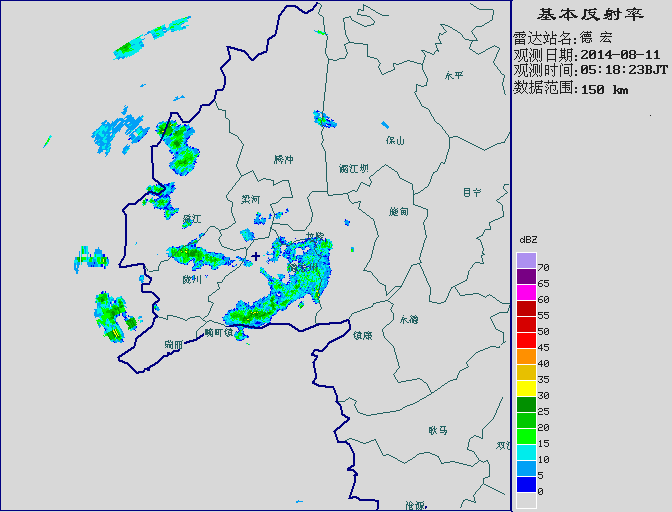 基本反射率
雷达站名:德 宏
观测日期:2014-08-11
观测时间:05:18:23BJT
数据范围:150 km
永平
保山
腾冲
潞江坝
昌宁
梁河
施甸
盈江
陇川
瑞丽
畹町镇
镇康
永德
耿马
沧源
dBZ
70
65
60
55
50
45
40
35
30
25
20
15
10
5
0